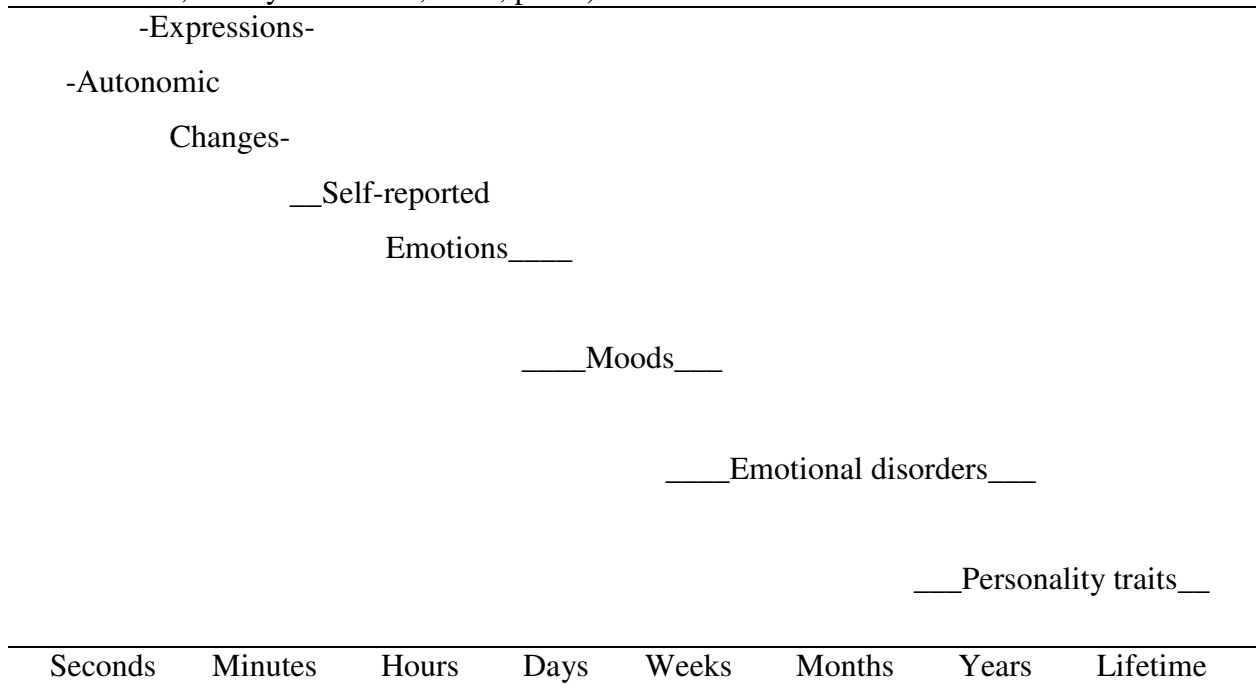 -Expressions-
-Autonomic
Changes-
__Self-reported
Emotions____
____Moods___
____Emotional disorders___
___Personality traits__
Seconds Minutes Hours Days Weeks Months Years Lifetime